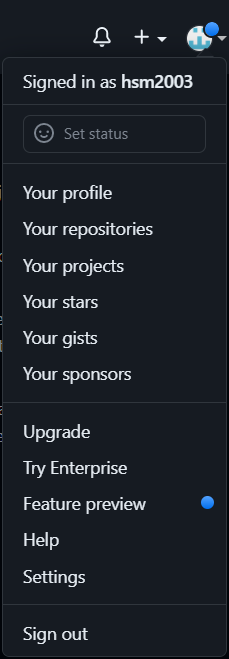 Signed in as hsm2003
Set status
Your profile
Your repositories
Your projects
Your stars
Your gists
Your sponsors
Upgrade
Try Enterprise
Feature preview
Help
Settings
Sign out